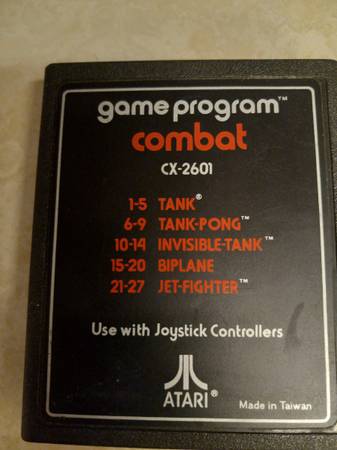 game program™
combat
CX-2601
1-5 TANK®
6-9 TANK-PONG™
10-14 INVISIBLE-TANK™
15-20 BIPLANE
21-27 JET-FIGHTER™
Use with Joystick Controllers
ATARI®
Made in Taiwan